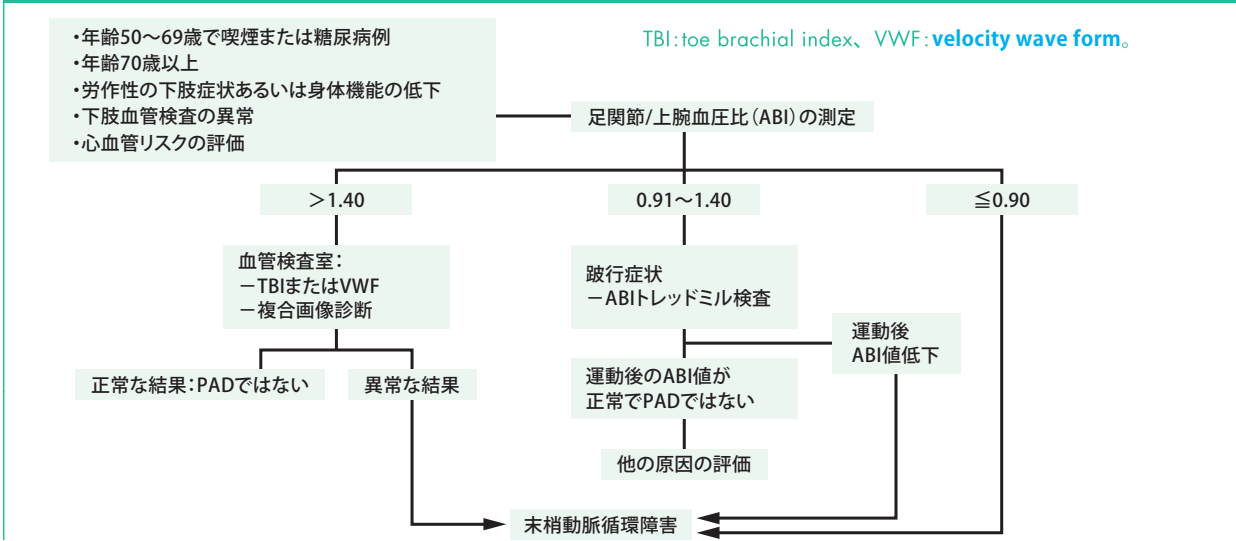 ・年齢50〜69歳で喫煙または糖尿病例
・年齢70歳以上
・労作性の下肢症状あるいは身体機能の低下
・下肢血管検査の異常
・心血管リスクの評価
TBI:toe brachial index、VWF:velocity wave form。
足関節/上腕血圧比(ABI)の測定
＞1.40
0.91〜1.40
≦0.90
血管検査室：
－TBIまたはVWF
－複合画像診断
跛行症状
－ABIトレッドミル検査
運動後
ABI値低下
正常な結果：PADではない
異常な結果
運動後のABI値が
正常でPADではない
他の原因の評価
末梢動脈循環障害